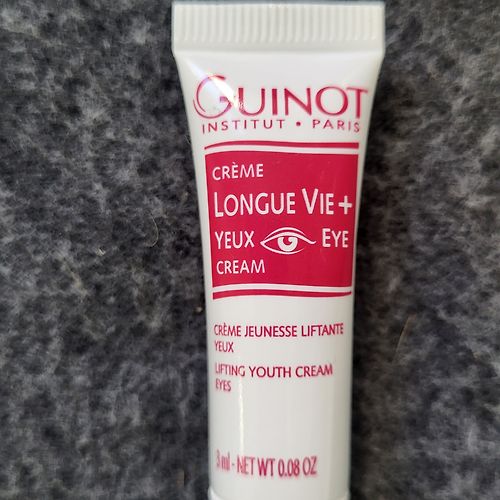 GUINOT
INSTITUT • PARIS
CRÈME
LONGUE VIE+
YEUX EYE
CREAM
CRÈME JEUNESSE LIFTANTE
YEUX
LIFTING YOUTH CREAM
EYES
3 ml - NET WT 0.08 OZ